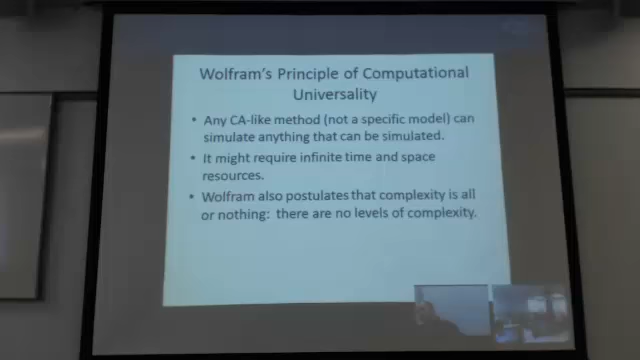 Wolfram's Principle of Computational
Universality
• Any CA-like method (not a specific model) can
simulate anything that can be simulated.
• It might require infinite time and space
resources.
• Wolfram also postulates that complexity is all
or nothing: there are no levels of complexity.